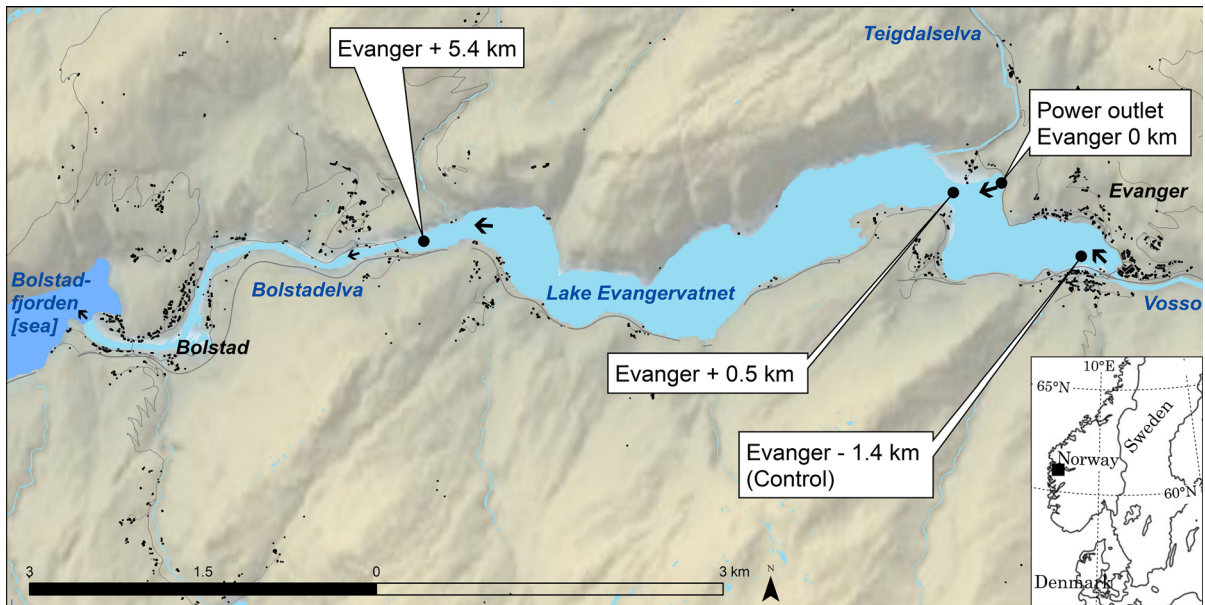 Teigdalselva
Evanger + 5.4 km
Power outlet
Evanger 0 km
Evanger
Bolstad-
fjorden
[sea]
Bolstadelva
Lake Evangervatnet
Vosso
Bolstad
Evanger + 0.5 km
Evanger - 1.4 km
(Control)
10°E
65°N
Sweden
Norway
60°N
Denmark
3
1.5
0
3 km
N